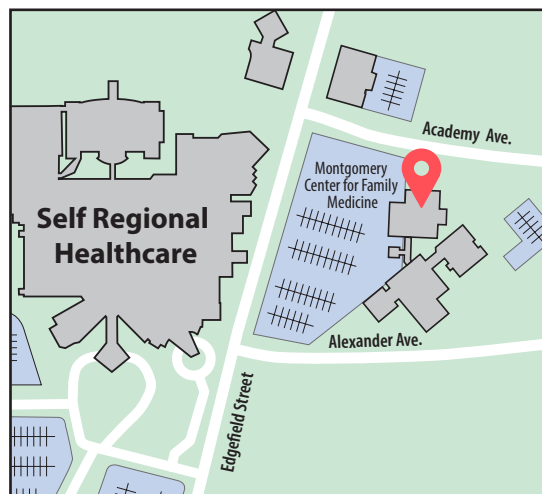 Academy Ave.
Montgomery
Center for Family
Medicine
Self Regional
Healthcare
Alexander Ave.
Edgefield Street